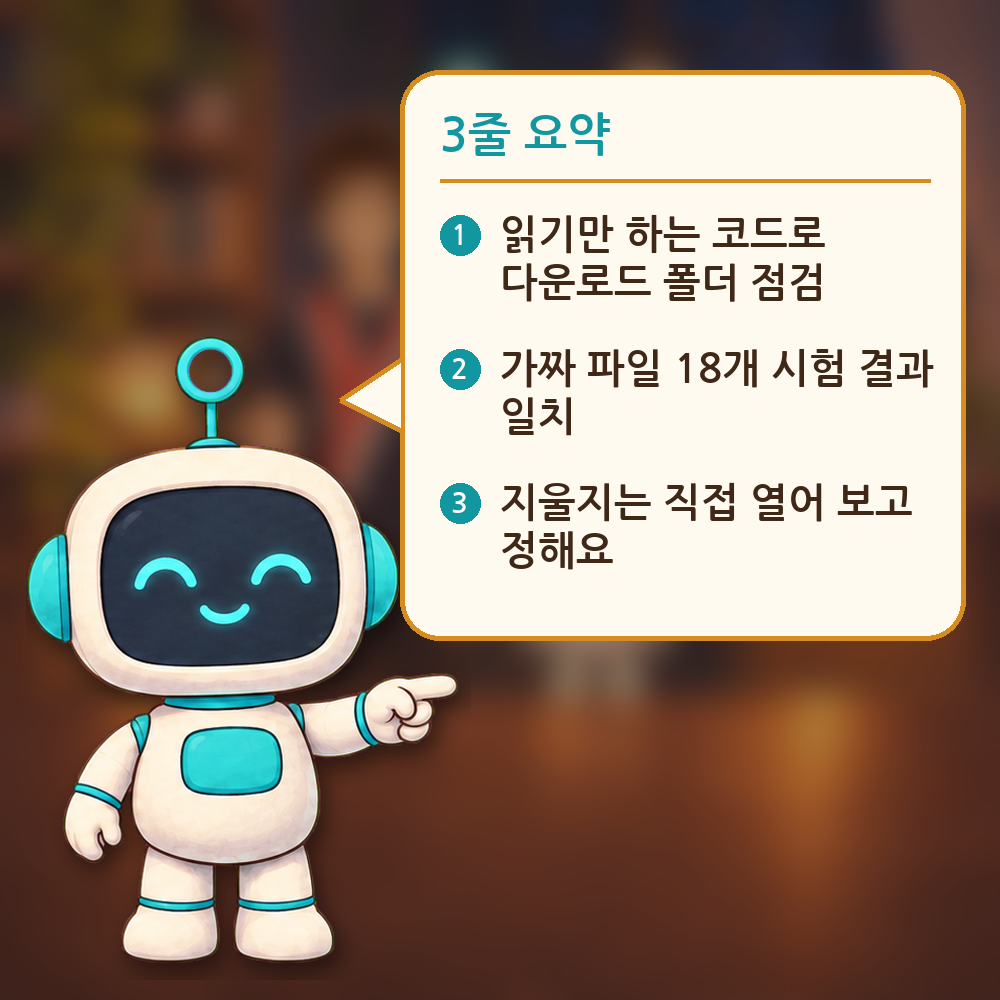 3줄 요약
1 읽기만 하는 코드로
다운로드 폴더 점검
2 가짜 파일 18개 시험 결과
일치
3 지울지는 직접 열어 보고
정해요